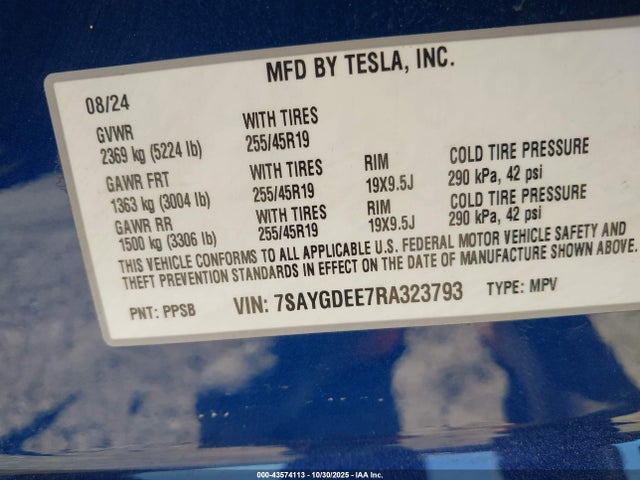 MFD BY TESLA, INC.
08/24
GVWR WITH TIRES
2369 kg (5224 lb) 255/45R19
GAWR FRT WITH TIRES RIM COLD TIRE PRESSURE
1363 kg (3004 lb) 255/45R19 19X9.5J 290 kPa, 42 psi
GAWR RR WITH TIRES RIM COLD TIRE PRESSURE
1500 kg (3306 lb) 255/45R19 19X9.5J 290 kPa, 42 psi
THIS VEHICLE CONFORMS TO ALL APPLICABLE U.S. FEDERAL MOTOR VEHICLE SAFETY AND
THEFT PREVENTION STANDARDS IN EFFECT ON THE DATE OF MANUFACTURE SHOWN ABOVE.
PNT: PPSB VIN: 7SAYGDEE7RA323793 TYPE: MPV
000-43574113 - 10/30/2025 - IAA Inc.